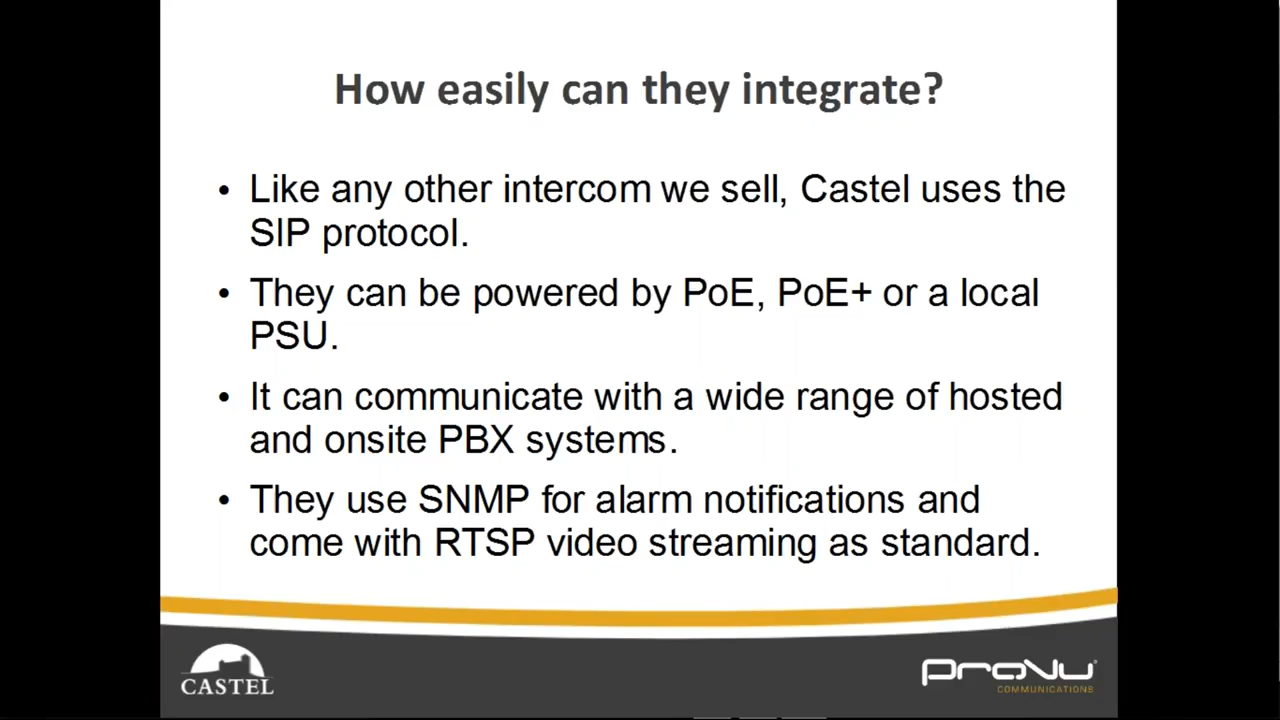 How easily can they integrate?
• Like any other intercom we sell, Castel uses the
SIP protocol.
• They can be powered by PoE, PoE+ or a local
PSU.
• It can communicate with a wide range of hosted
and onsite PBX systems.
• They use SNMP for alarm notifications and
come with RTSP video streaming as standard.
CASTEL
ProVu
COMMUNICATIONS